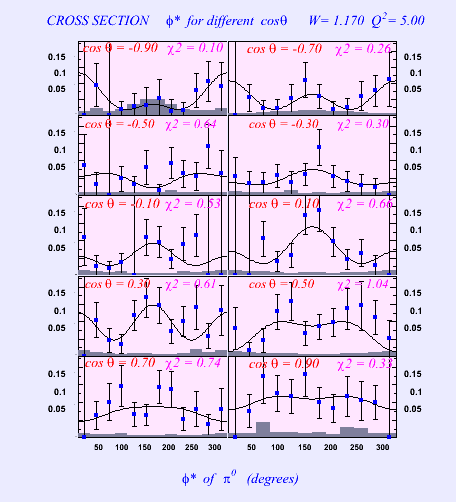 CROSS SECTION ϕ* for different cosθ W= 1.170 Q²= 5.00
cos θ = -0.90 χ2 = 0.10 cos θ = -0.70 χ2 = 0.26
0.15 0.15
0.1 0.1
0.05 0.05
cos θ = -0.50 χ2 = 0.64 cos θ = -0.30 χ2 = 0.30
0.15 0.15
0.1 0.1
0.05 0.05
cos θ = -0.10 χ2 = 0.53 cos θ = 0.10 χ2 = 0.66
0.15 0.15
0.1 0.1
0.05 0.05
cos θ = 0.30 χ2 = 0.61 cos θ = 0.50 χ2 = 1.04
0.15 0.15
0.1 0.1
0.05 0.05
cos θ = 0.70 χ2 = 0.74 cos θ = 0.90 χ2 = 0.33
0.15 0.15
0.1 0.1
0.05 0.05
50 100 150 200 250 300 50 100 150 200 250 300
ϕ* of π⁰ (degrees)